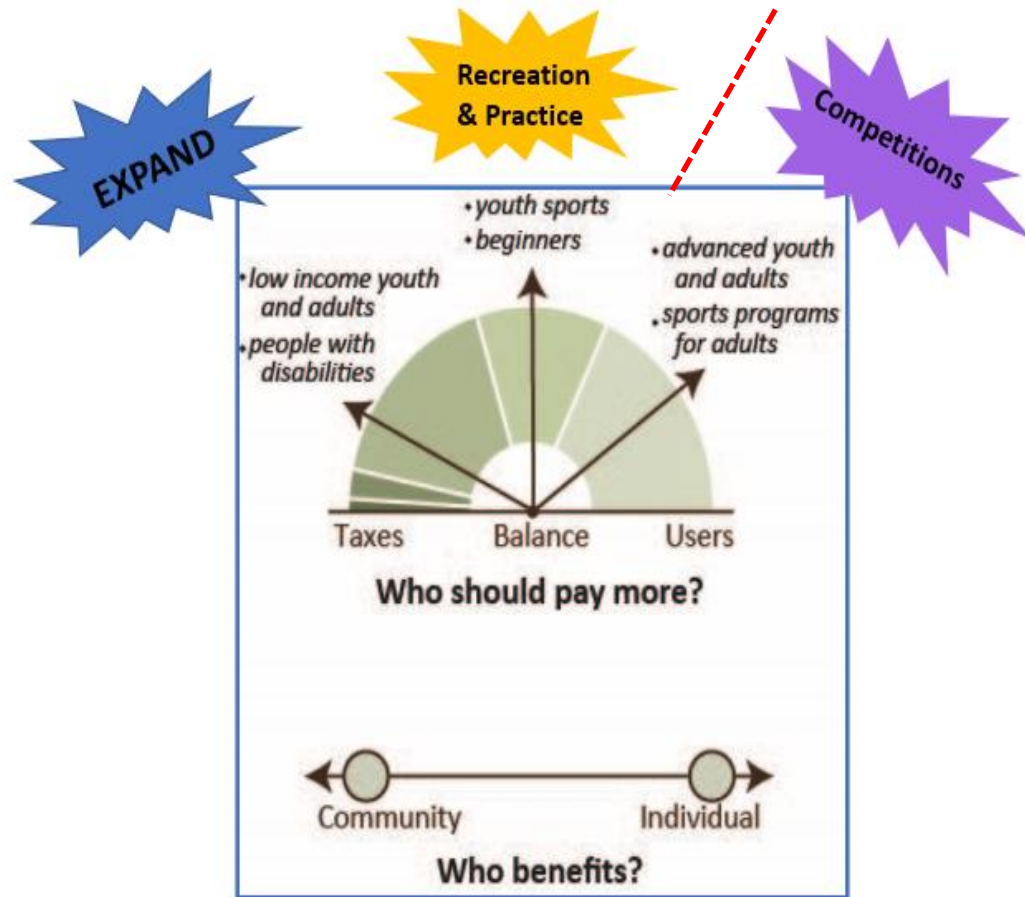 EXPAND
Recreation
& Practice
Competitions
• youth sports
• beginners
• low income youth
and adults
• people with
disabilities
• advanced youth
and adults
• sports programs
for adults
Taxes
Balance
Users
Who should pay more?
Community
Individual
Who benefits?